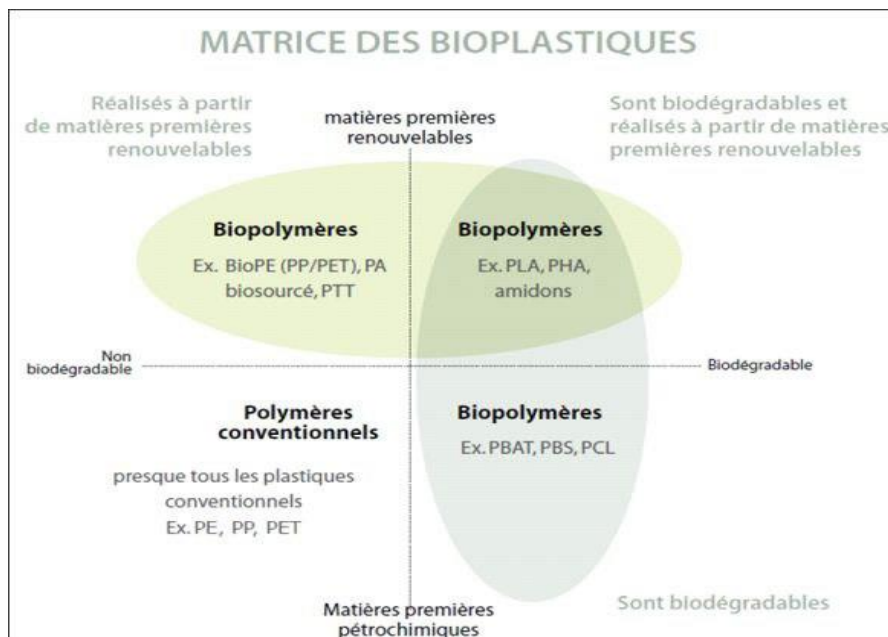 MATRICE DES BIOPLASTIQUES
Réalisés à partir
de matières premières
renouvelables
matières premières
renouvelables
Sont biodégradables et
réalisés à partir de matières
premières renouvelables
Biopolymères
Ex. BioPE (PP/PET), PA
biosourcé, PTT
Biopolymères
Ex. PLA, PHA,
amidons
Non
biodégradable
Biodégradable
Polymères
conventionnels
presque tous les plastiques
conventionnels
Ex. PE, PP, PET
Biopolymères
Ex. PBAT, PBS, PCL
Matières premières
pétrochimiques
Sont biodégradables